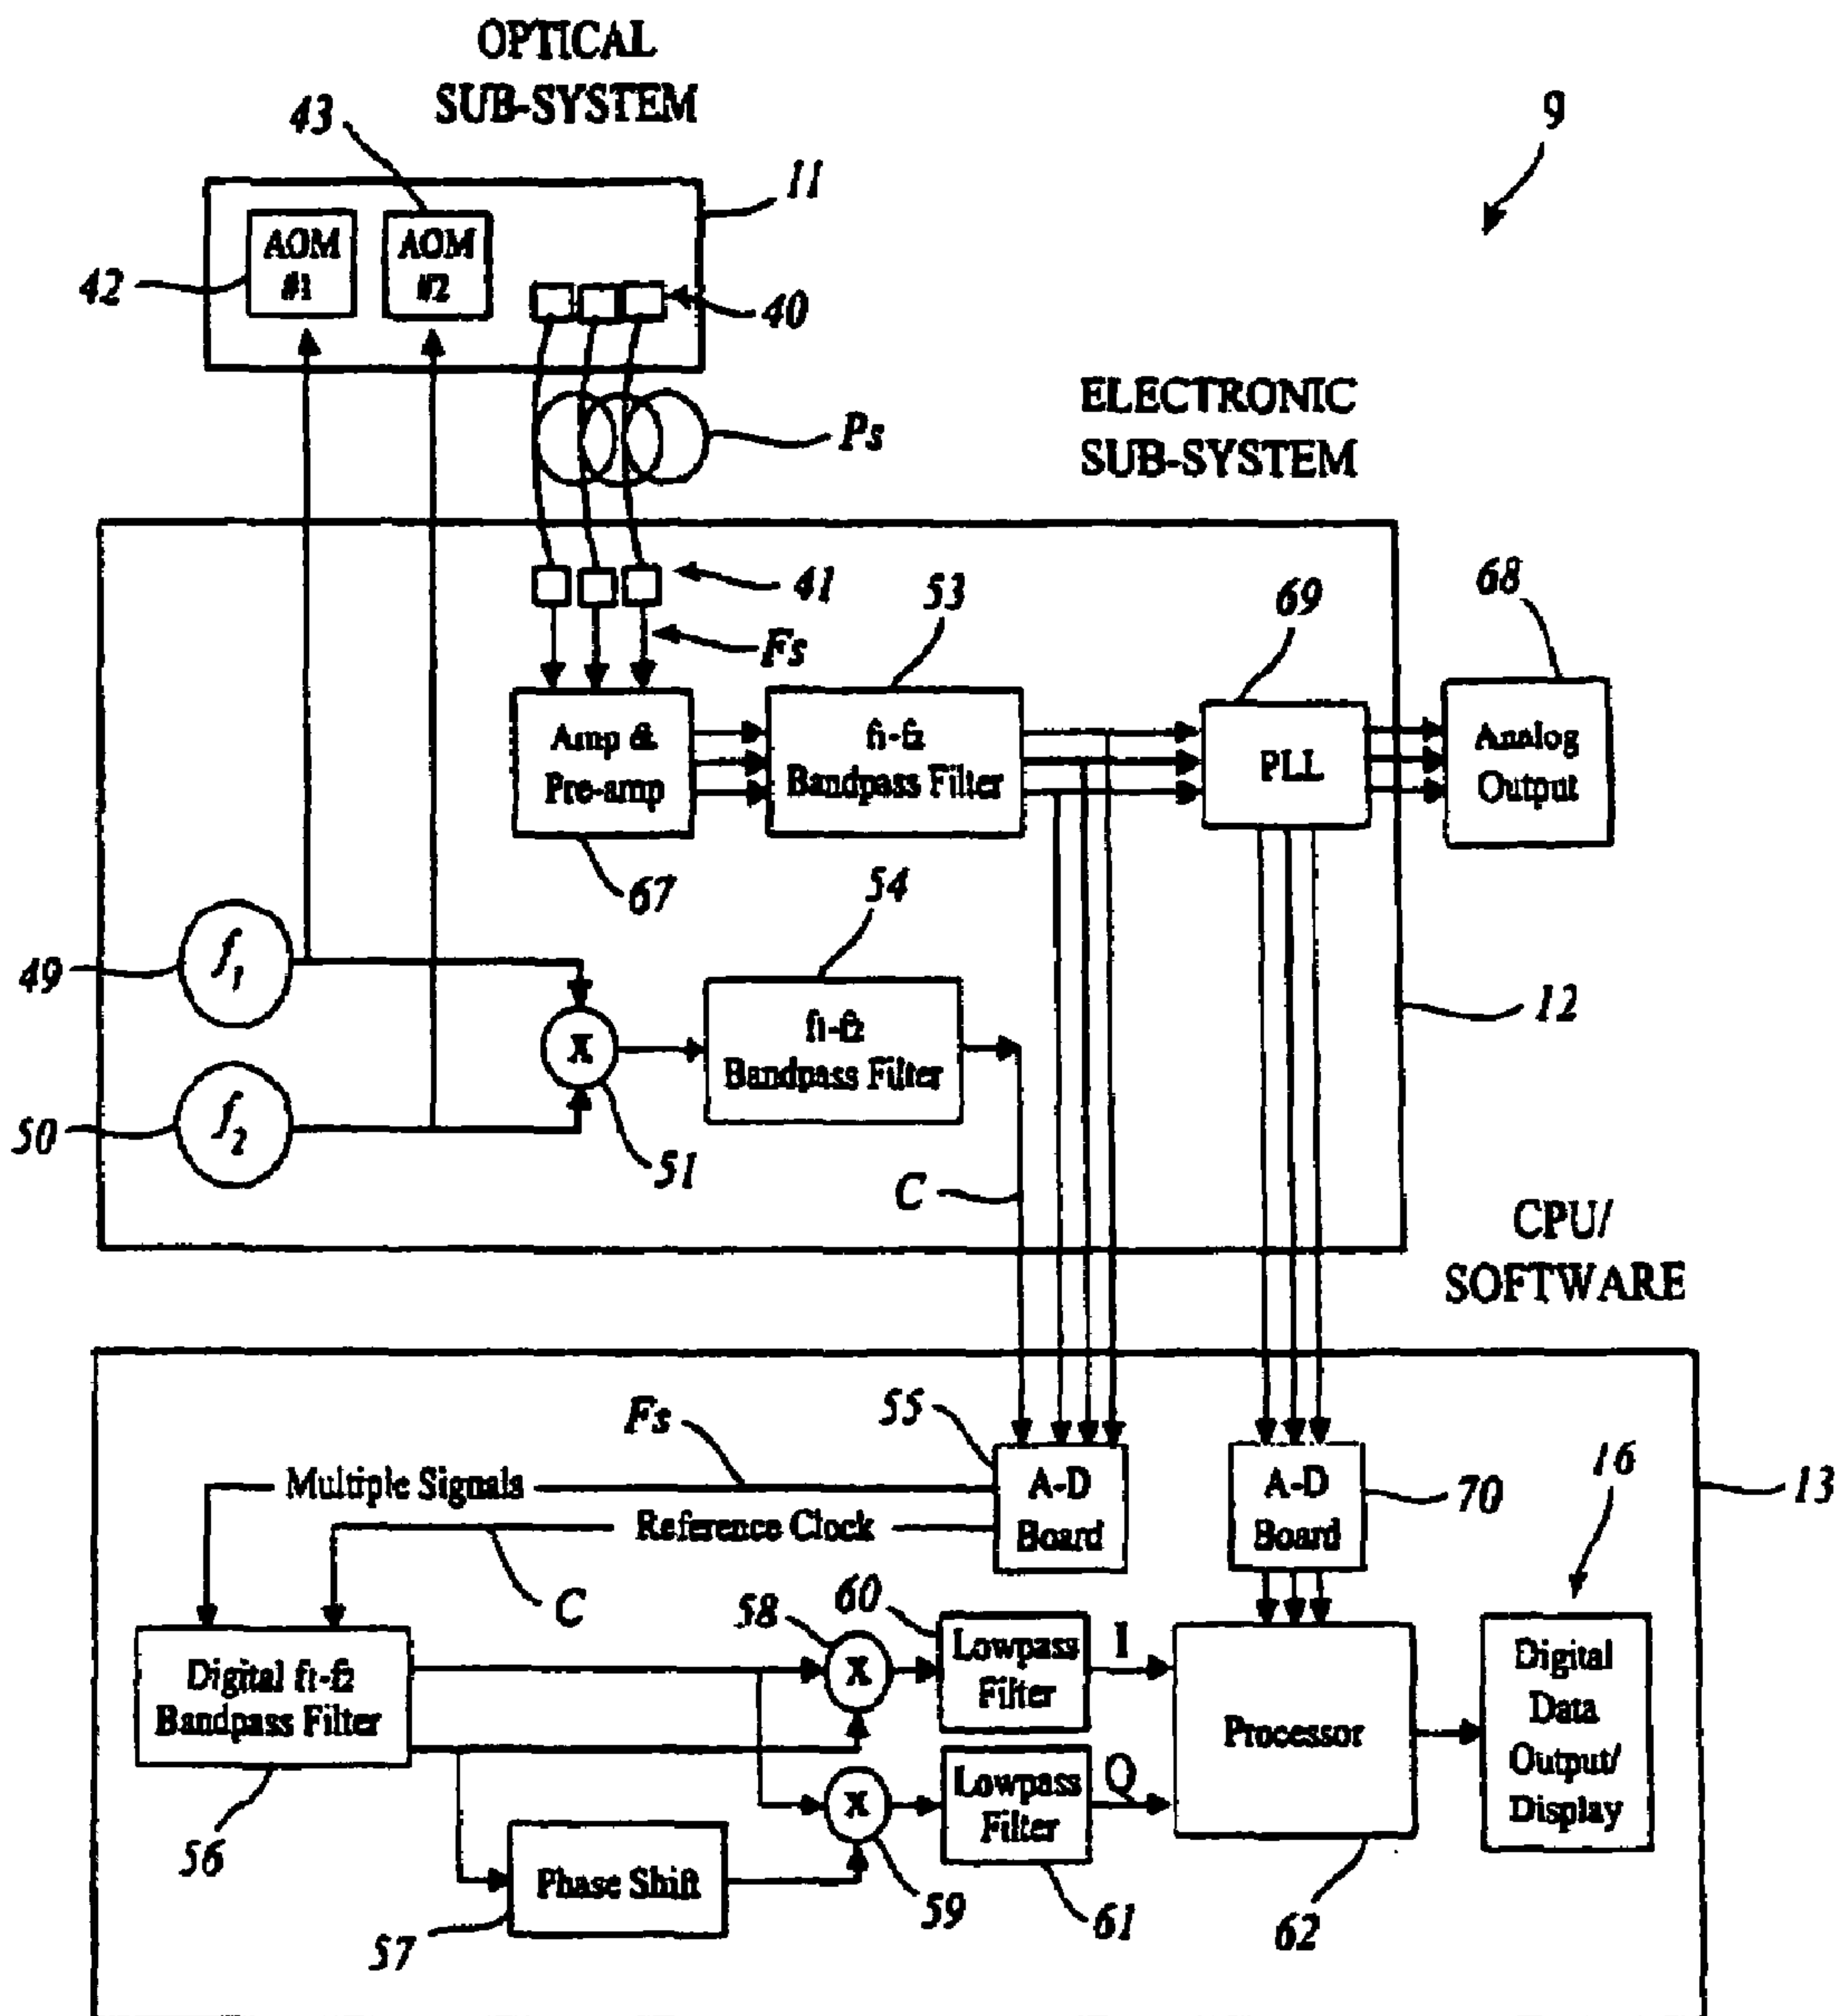 OPTICAL
SUB-SYSTEM
43
9
11
AOM
#1
AOM
#2
42
40
Ps
ELECTRONIC
SUB-SYSTEM
41
Fs
53
69
68
Amp &
Pre-amp
f1-f2
Bandpass Filter
PLL
Analog
Output
67
54
49
f1
f1-f2
Bandpass Filter
12
X
50
f2
51
C
CPU/
SOFTWARE
Fs
55
16
13
Multiple Signals
A-D
Board
A-D
Board
70
Reference Clock
C
58
60
Digital f1-f2
Bandpass Filter
X
Lowpass
Filter
I
Processor
Digital
Data
Output/
Display
X
Lowpass
Filter
Q
56
Phase Shift
57
59
61
62